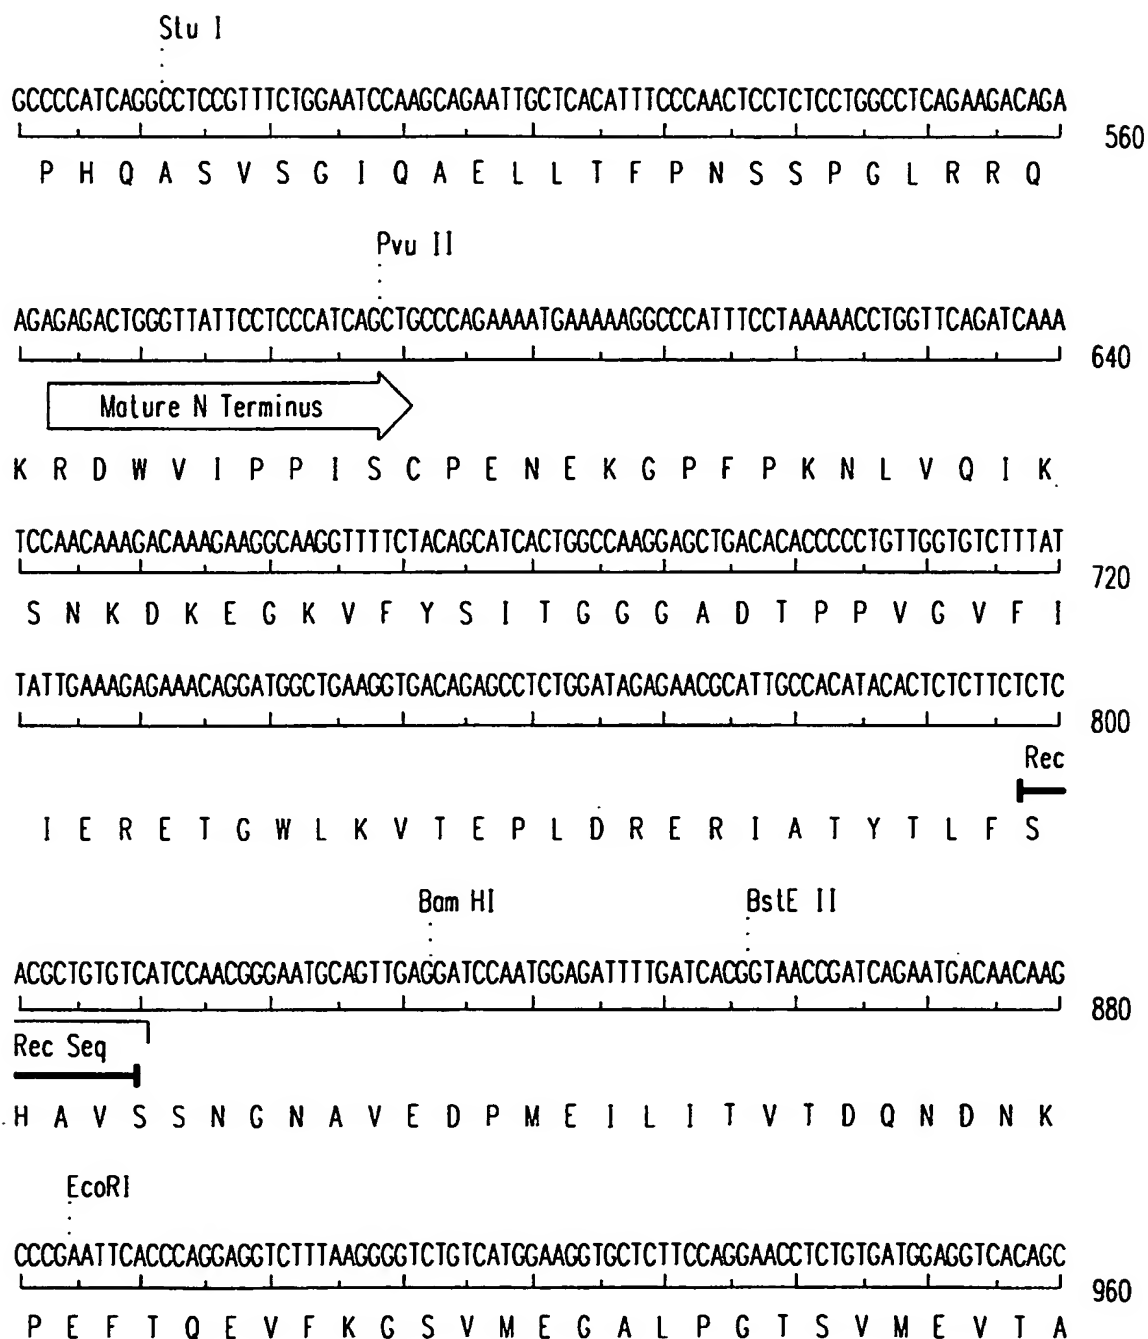 Stu I
GCCCCATCAGGCCTCCGTTTCTGGAATCCAAGCAGAATTGCTCACATTTCCCAACTCCTCTCCTGGCCTCAGAAGACAGA
560
P H Q A S V S G I Q A E L L T F P N S S P G L R R Q
Pvu II
AGAGAGACTGGGTTATTCCTCCCATCAGCTGCCCAGAAAATGAAAAAGGCCCATTTCCTAAAAACCTGGTTCAGATCAAA
640
Mature N Terminus
K R D W V I P P I S C P E N E K G P F P K N L V Q I K
TCCAACAAAGACAAAGAAGGCAAGGTTTTCTACAGCATCACTGGCCAAGGAGCTGACACACCCCCTGTTGGTGTCTTTAT
720
S N K D K E G K V F Y S I T G G G A D T P P V G V F I
TATTGAAAGAGAAACAGGATGGCTGAAGGTGACAGAGCCTCTGGATAGAGAACGCATTGCCACATACACTCTCTTCTCTC
800
Rec
I E R E T G W L K V T E P L D R E R I A T Y T L F S
Bam HI BstE II
ACGCTGTGTCATCCAACGGGAATGCAGTTGAGGATCCAATGGAGATTTTGATCACGGTAACCGATCAGAATGACAACAAG
880
Rec Seq
H A V S S N G N A V E D P M E I L I T V T D Q N D N K
EcoRI
CCCGAATTCACCCAGGAGGTCTTTAAGGGGTCTGTCATGGAAGGTGCTCTTCCAGGAACCTCTGTGATGGAGGTCACAGC
960
P E F T Q E V F K G S V M E G A L P G T S V M E V T A